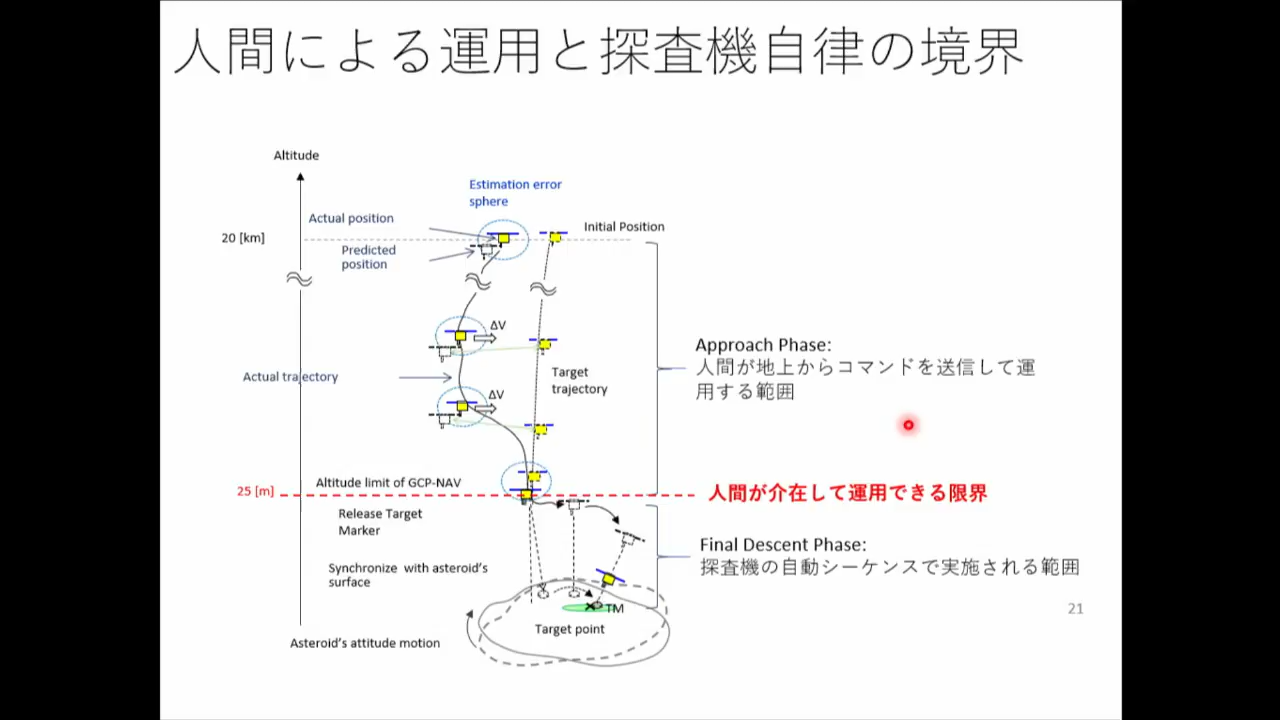 人間による運用と探査機自律の境界
Altitude
Estimation error
sphere
Actual position
Initial Position
20 [km]
Predicted
position
ΔV
Approach Phase:
人間が地上からコマンドを送信して運
用する範囲
Actual trajectory
Target
trajectory
ΔV
Altitude limit of GCP-NAV
25 [m]
人間が介在して運用できる限界
Release Target
Marker
Final Descent Phase:
探査機の自動シーケンスで実施される範囲
Synchronize with asteroid's
surface
TM
Target point
Asteroid's attitude motion
21